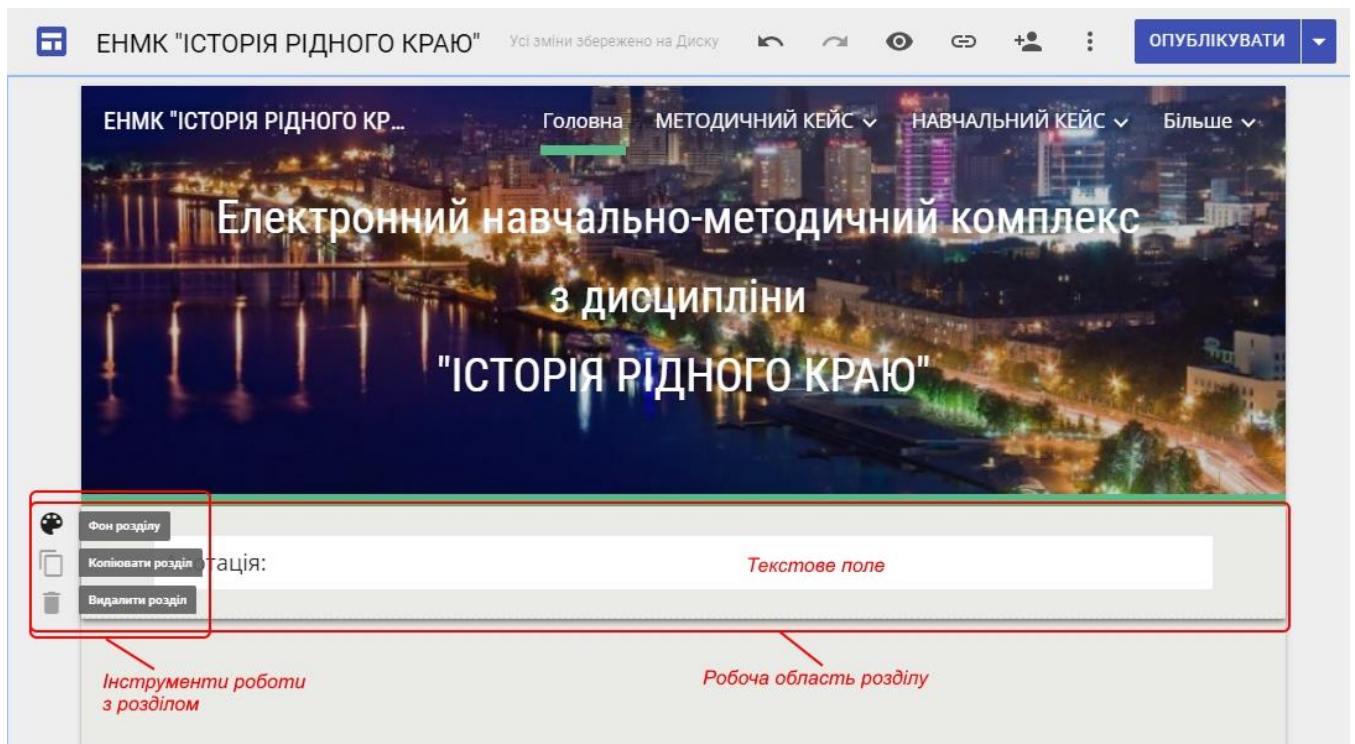 ЕНМК "ІСТОРІЯ РІДНОГО КРАЮ" Усі зміни збережено на Диску ОПУБЛІКУВАТИ
ЕНМК "ІСТОРІЯ РІДНОГО КР... Головна МЕТОДИЧНИЙ КЕЙС НАВЧАЛЬНИЙ КЕЙС Більше
Електронний навчально-методичний комплекс
з дисципліни
"ІСТОРІЯ РІДНОГО КРАЮ"
Фон розділу
Копіювати розділ тація: Текстове поле
Видалити розділ
Інструменти роботи
з розділом
Робоча область розділу